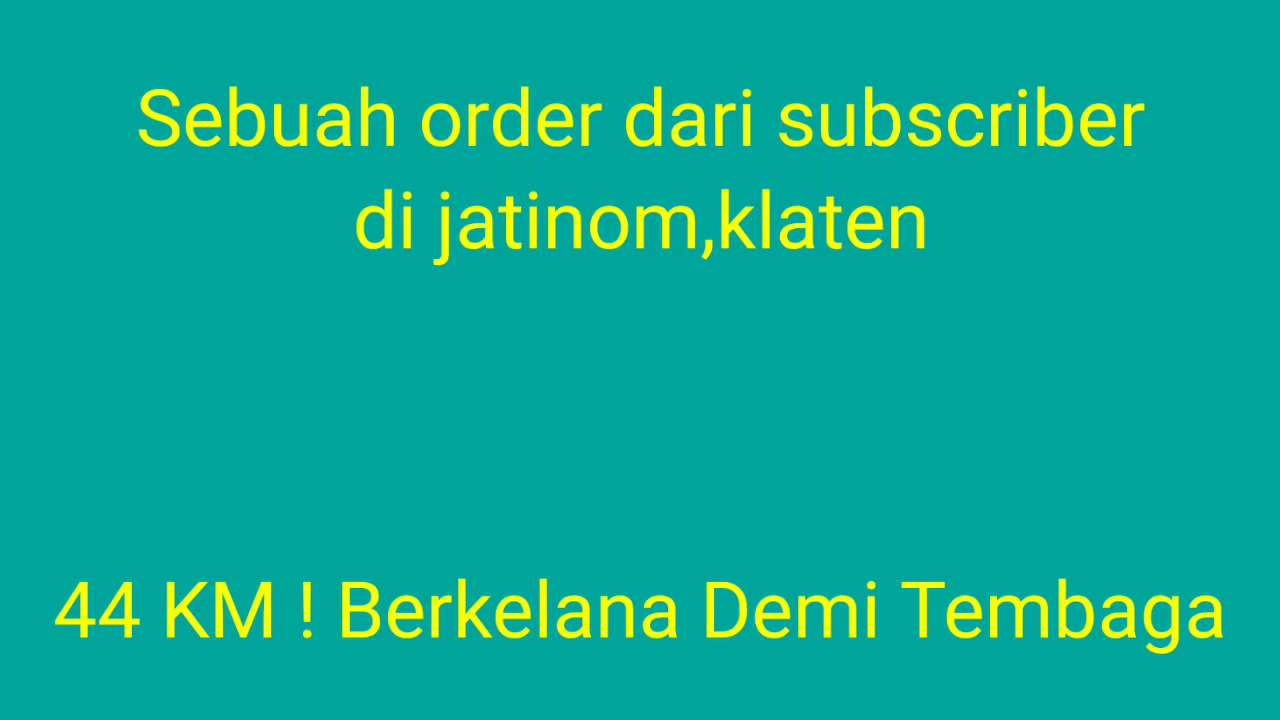 Sebuah order dari subscriber
di jatinom,klaten
44 KM ! Berkelana Demi Tembaga